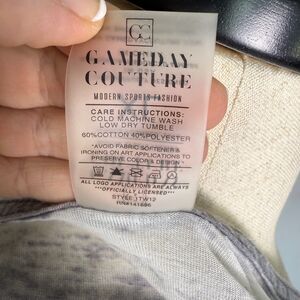 GC
GAMEDAY
COUTURE
MODERN SPORTS FASHION
CARE INSTRUCTIONS:
COLD MACHINE WASH
LOW DRY TUMBLE
60%COTTON 40%POLYESTER
*AVOID FABRIC SOFTENER &
IRONING ON ART APPLICATIONS TO
PRESERVE COLOR & DESIGN*
ALL LOGO APPLICATIONS ARE ALWAYS
***OFFICIALLY LICENSED***
STYLE 1TW12
RN#141686